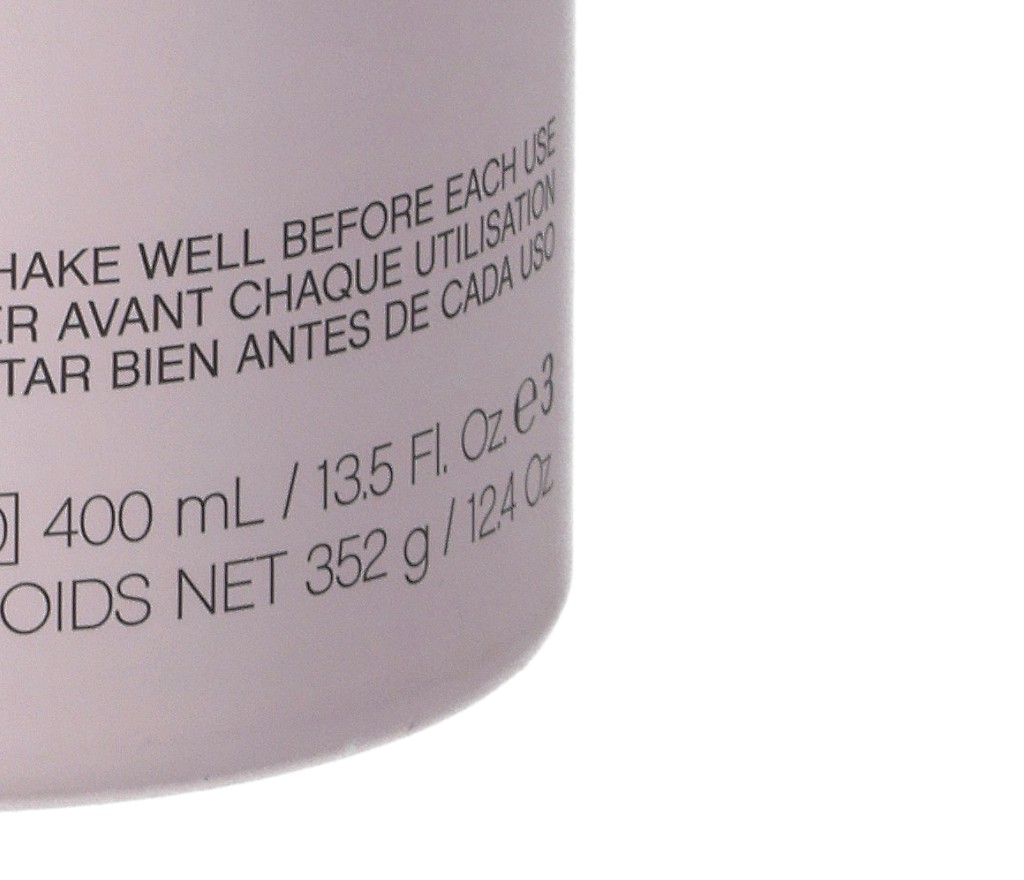 HAKE WELL BEFORE EACH USE
ER AVANT CHAQUE UTILISATION
TAR BIEN ANTES DE CADA USO
400 mL / 13.5 Fl. Oz. e 3
OIDS NET 352 g / 12.4 Oz